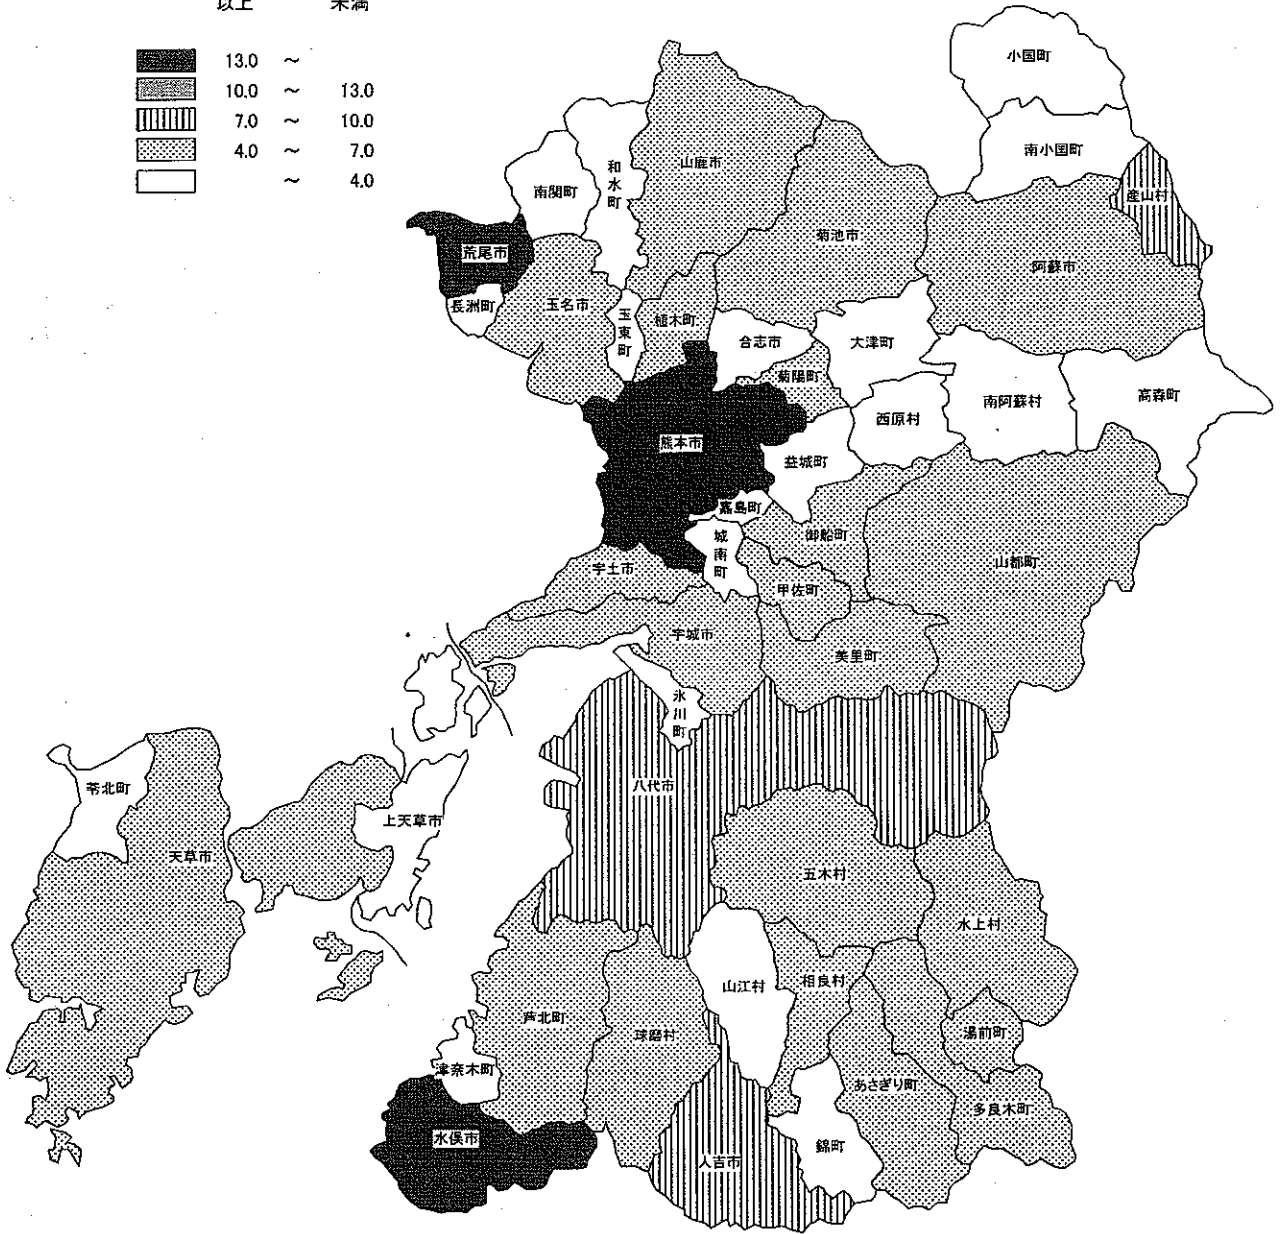 以上 未満
13.0 ～
10.0 ～ 13.0
7.0 ～ 10.0
4.0 ～ 7.0
～ 4.0
小国町
南小国町
産山村
山鹿市
和水町
南関町
菊池市
荒尾市
阿蘇市
長洲町
玉名市
玉東町
植木町
合志市
大津町
菊陽町
高森町
南阿蘇村
西原村
熊本市
益城町
嘉島町
御船町
城南町
山都町
宇土市
甲佐町
宇城市
美里町
氷川町
八代市
苓北町
上天草市
天草市
五木村
水上村
山江村
相良村
芦北町
球磨村
湯前町
津奈木町
あさぎり町
多良木町
水俣市
錦町
人吉市